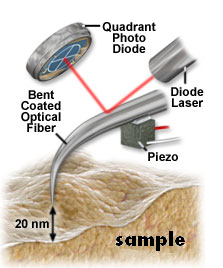 Quadrant
Photo
Diode
Bent
Coated
Optical
Fiber
Diode
Laser
Piezo
20 nm
sample